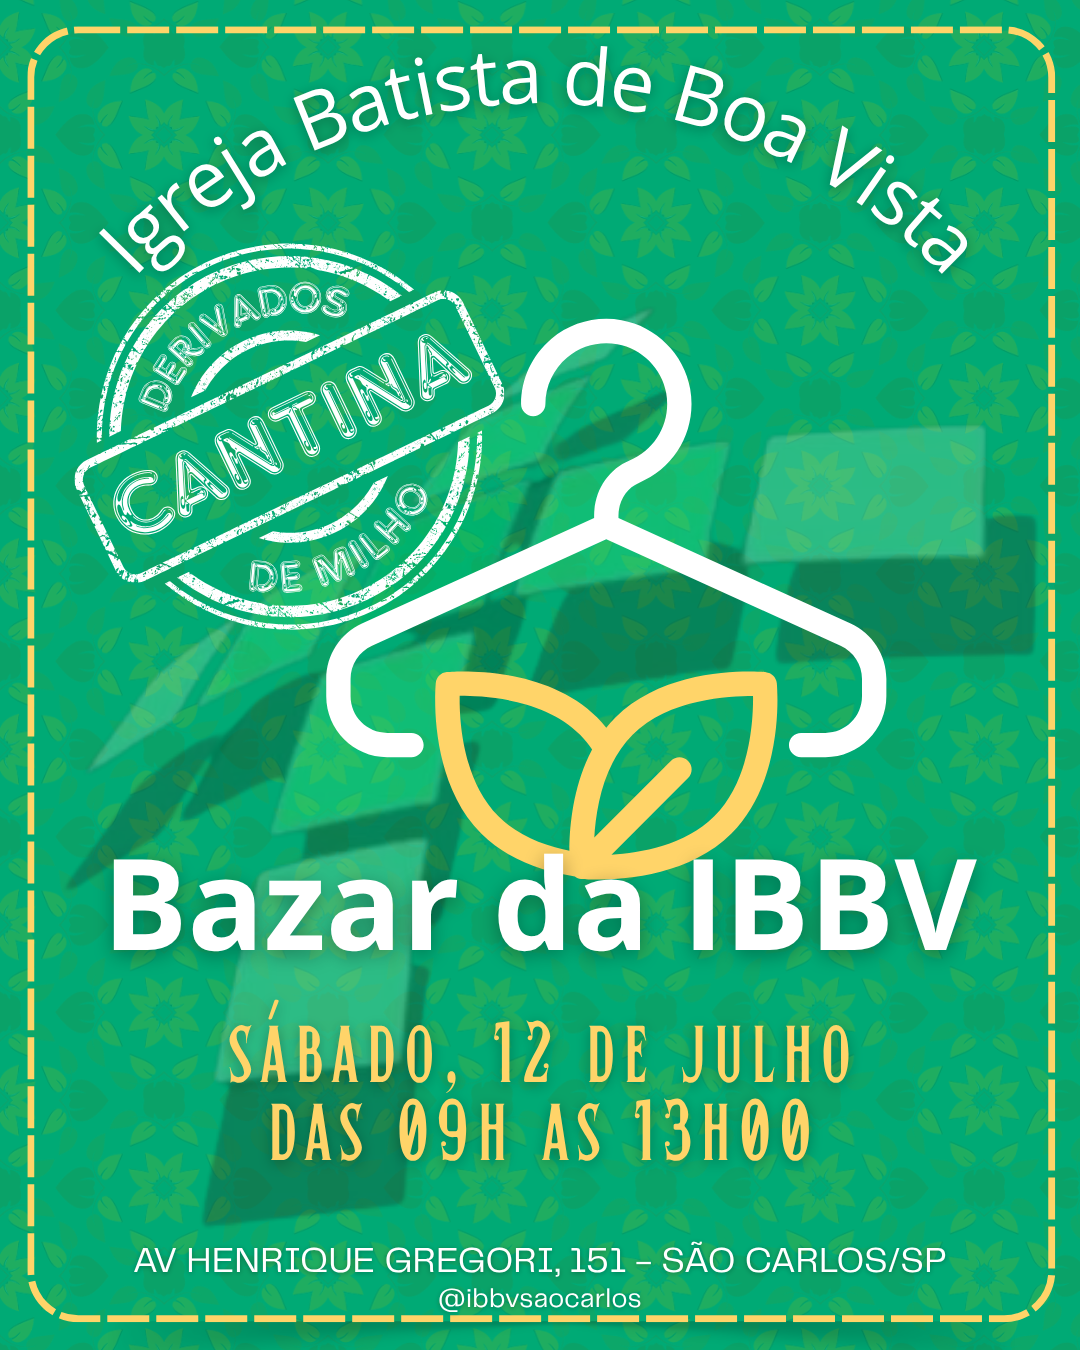 Igreja Batista de Boa Vista
DERIVADOS
CANTINA
DE MILHO
Bazar da IBBV
SÁBADO, 12 DE JULHO
DAS 09H AS 13H00
AV HENRIQUE GREGORI, 151 – SÃO CARLOS/SP
@ibbvsaocarlos